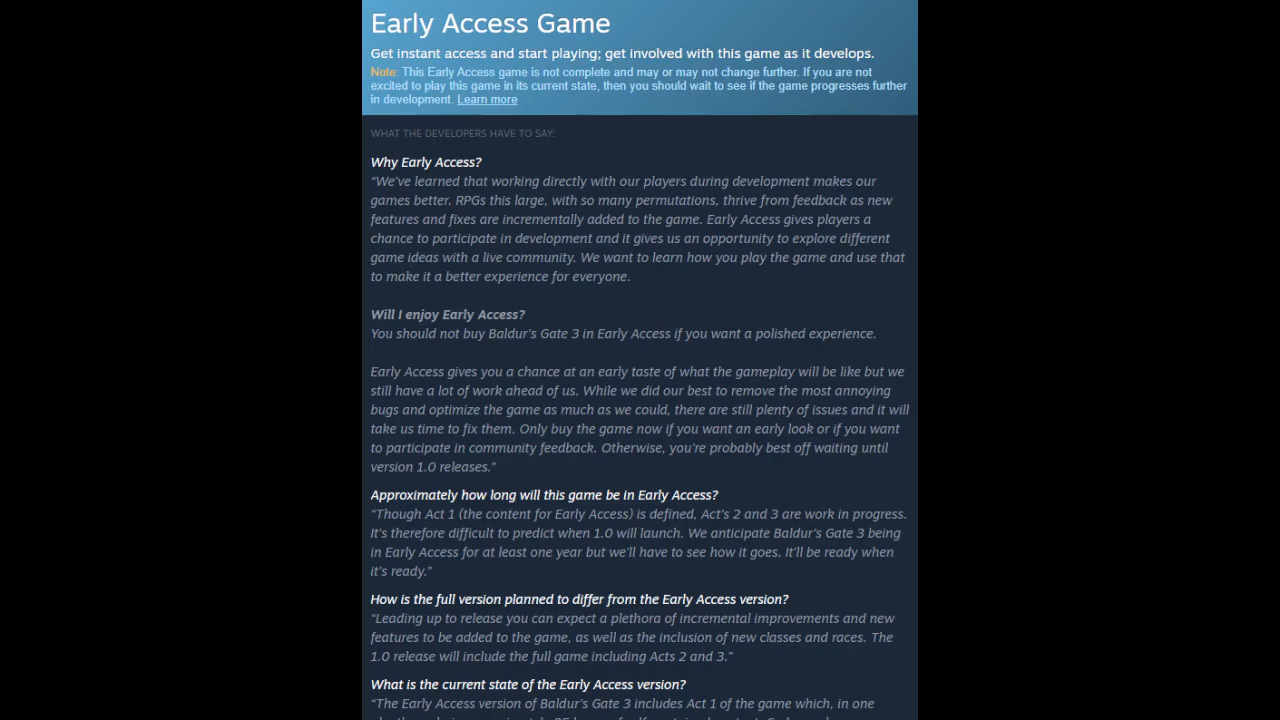 Early Access Game
Get instant access and start playing; get involved with this game as it develops.
Note: This Early Access game is not complete and may or may not change further. If you are not
excited to play this game in its current state, then you should wait to see if the game progresses further
in development. Learn more
WHAT THE DEVELOPERS HAVE TO SAY:
Why Early Access?
“We’ve learned that working directly with our players during development makes our
games better. RPGs this large, with so many permutations, thrive from feedback as new
features and fixes are incrementally added to the game. Early Access gives players a
chance to participate in development and it gives us an opportunity to explore different
game ideas with a live community. We want to learn how you play the game and use that
to make it a better experience for everyone.
Will I enjoy Early Access?
You should not buy Baldur’s Gate 3 in Early Access if you want a polished experience.
Early Access gives you a chance at an early taste of what the gameplay will be like but we
still have a lot of work ahead of us. While we did our best to remove the most annoying
bugs and optimize the game as much as we could, there are still plenty of issues and it will
take us time to fix them. Only buy the game now if you want an early look or if you want
to participate in community feedback. Otherwise, you’re probably best off waiting until
version 1.0 releases.”
Approximately how long will this game be in Early Access?
“Though Act 1 (the content for Early Access) is defined, Act’s 2 and 3 are work in progress.
It’s therefore difficult to predict when 1.0 will launch. We anticipate Baldur’s Gate 3 being
in Early Access for at least one year but we’ll have to see how it goes. It’ll be ready when
it’s ready.”
How is the full version planned to differ from the Early Access version?
“Leading up to release you can expect a plethora of incremental improvements and new
features to be added to the game, as well as the inclusion of new classes and races. The
1.0 release will include the full game including Acts 2 and 3.”
What is the current state of the Early Access version?
“The Early Access version of Baldur’s Gate 3 includes Act 1 of the game which, in one